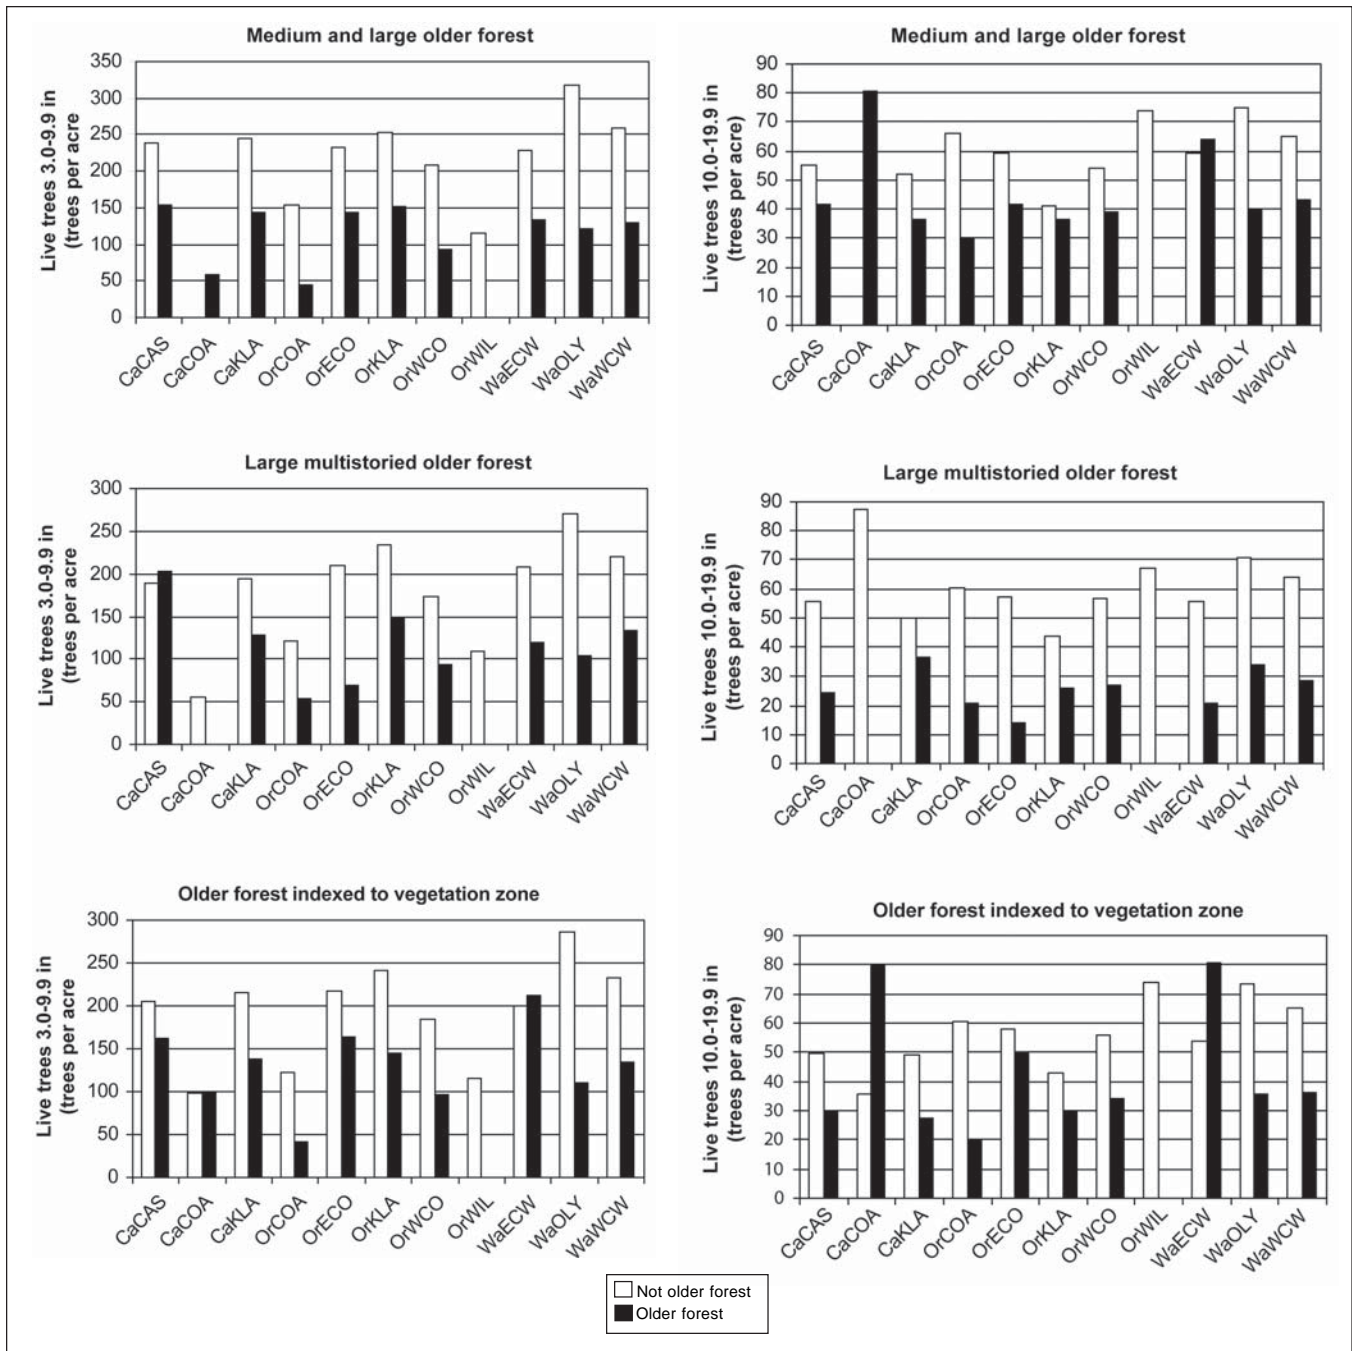 Medium and large older forest
Live trees 3.0-9.9 in
(trees per acre
350
300
250
200
150
100
50
0
CaCAS
CaCOA
CaKLA
OrCOA
OrECO
OrKLA
OrWCO
OrWIL
WaECW
WaOLY
WaWCW
Medium and large older forest
Live trees 10.0-19.9 in
(trees per acre)
90
80
70
60
50
40
30
20
10
0
CaCAS
CaCOA
CaKLA
OrCOA
OrECO
OrKLA
OrWCO
OrWIL
WaECW
WaOLY
WaWCW
Large multistoried older forest
Live trees 3.0-9.9 in
(trees per acre
300
250
200
150
100
50
0
CaCAS
CaCOA
CaKLA
OrCOA
OrECO
OrKLA
OrWCO
OrWIL
WaECW
WaOLY
WaWCW
Large multistoried older forest
Live trees 10.0-19.9 in
(trees per acre)
90
80
70
60
50
40
30
20
10
0
CaCAS
CaCOA
CaKLA
OrCOA
OrECO
OrKLA
OrWCO
OrWIL
WaECW
WaOLY
WaWCW
Older forest indexed to vegetation zone
Live trees 3.0-9.9 in
(trees per acre
300
250
200
150
100
50
0
CaCAS
CaCOA
CaKLA
OrCOA
OrECO
OrKLA
OrWCO
OrWIL
WaECW
WaOLY
WaWCW
Older forest indexed to vegetation zone
Live trees 10.0-19.9 in
(trees per acre)
90
80
70
60
50
40
30
20
10
0
CaCAS
CaCOA
CaKLA
OrCOA
OrECO
OrKLA
OrWCO
OrWIL
WaECW
WaOLY
WaWCW
Not older forest
Older forest